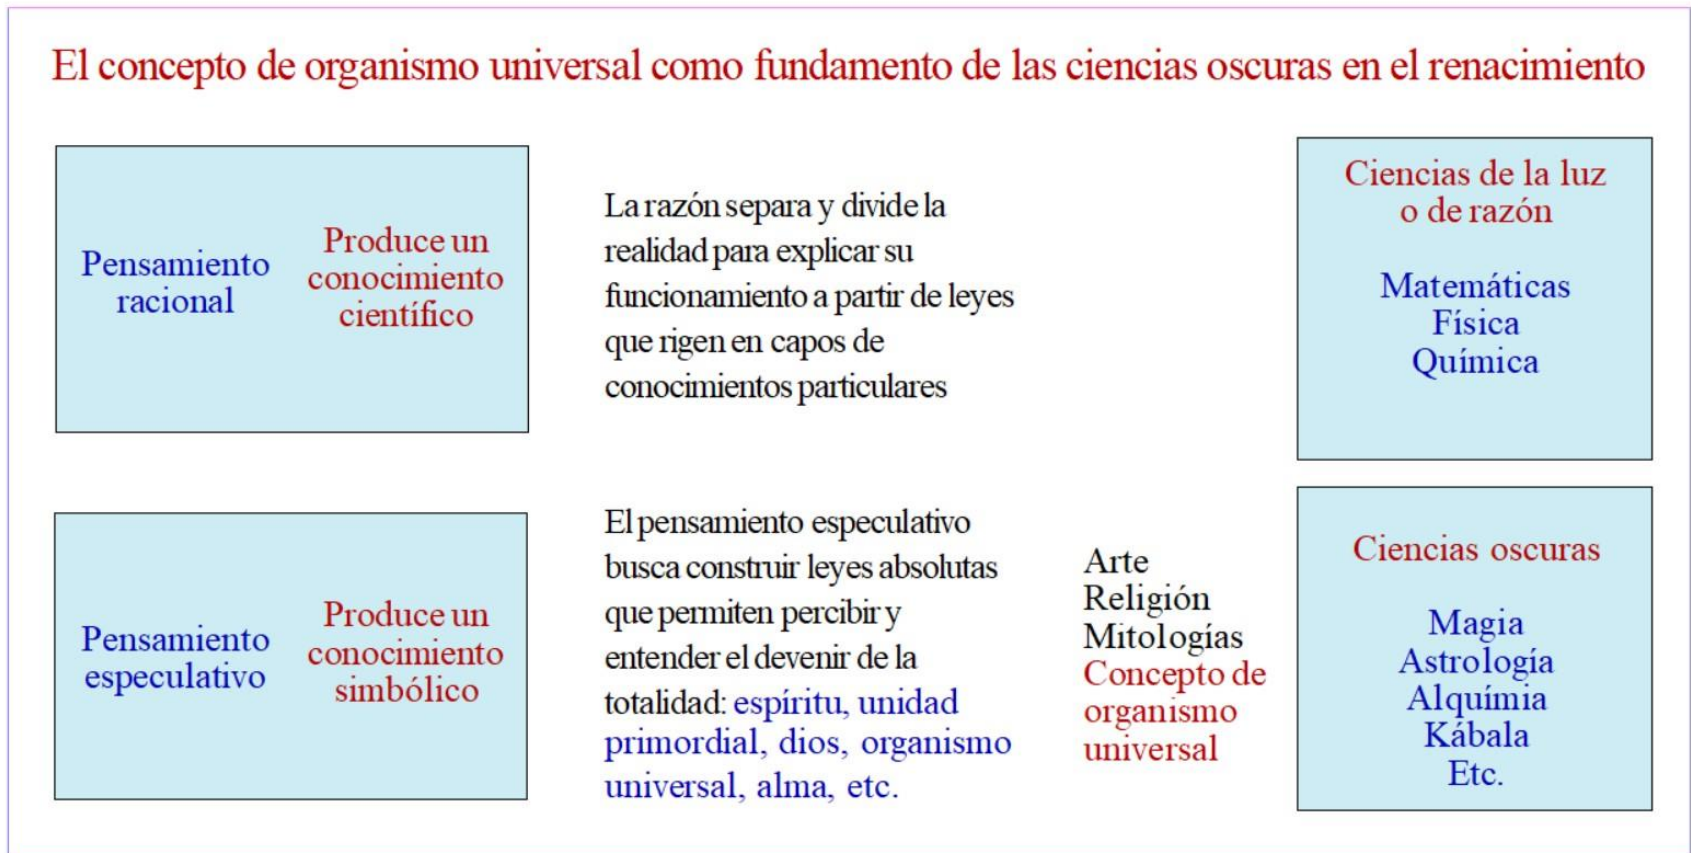 El concepto de organismo universal como fundamento de las ciencias oscuras en el renacimiento
Pensamiento
racional
Produce un
conocimiento
científico
La razón separa y divide la
realidad para explicar su
funcionamiento a partir de leyes
que rigen en capos de
conocimientos particulares
Ciencias de la luz
o de razón
Matemáticas
Física
Química
Pensamiento
especulativo
Produce un
conocimiento
simbólico
El pensamiento especulativo
busca construir leyes absolutas
que permiten percibir y
entender el devenir de la
totalidad: espíritu, unidad
primordial, dios, organismo
universal, alma, etc.
Arte
Religión
Mitologías
Concepto de
organismo
universal
Ciencias oscuras
Magia
Astrología
Alquímia
Kábala
Etc.